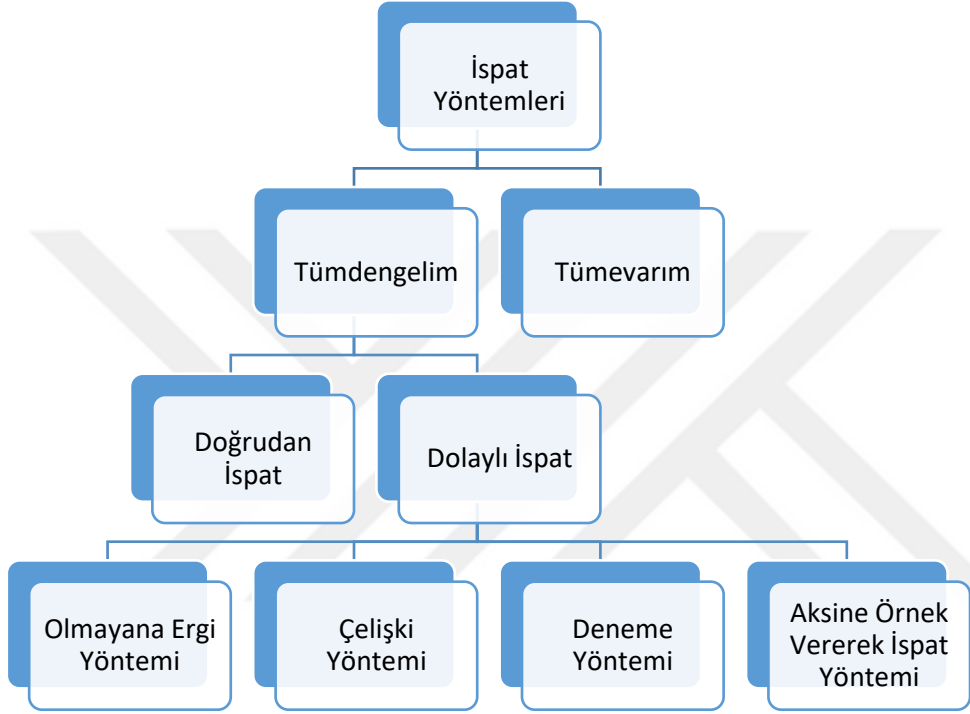 İspat
Yöntemleri
Tümdengelim
Tümevarım
Doğrudan
İspat
Dolaylı İspat
Olmayana Ergi
Yöntemi
Çelişki
Yöntemi
Deneme
Yöntemi
Aksine Örnek
Vererek İspat
Yöntemi